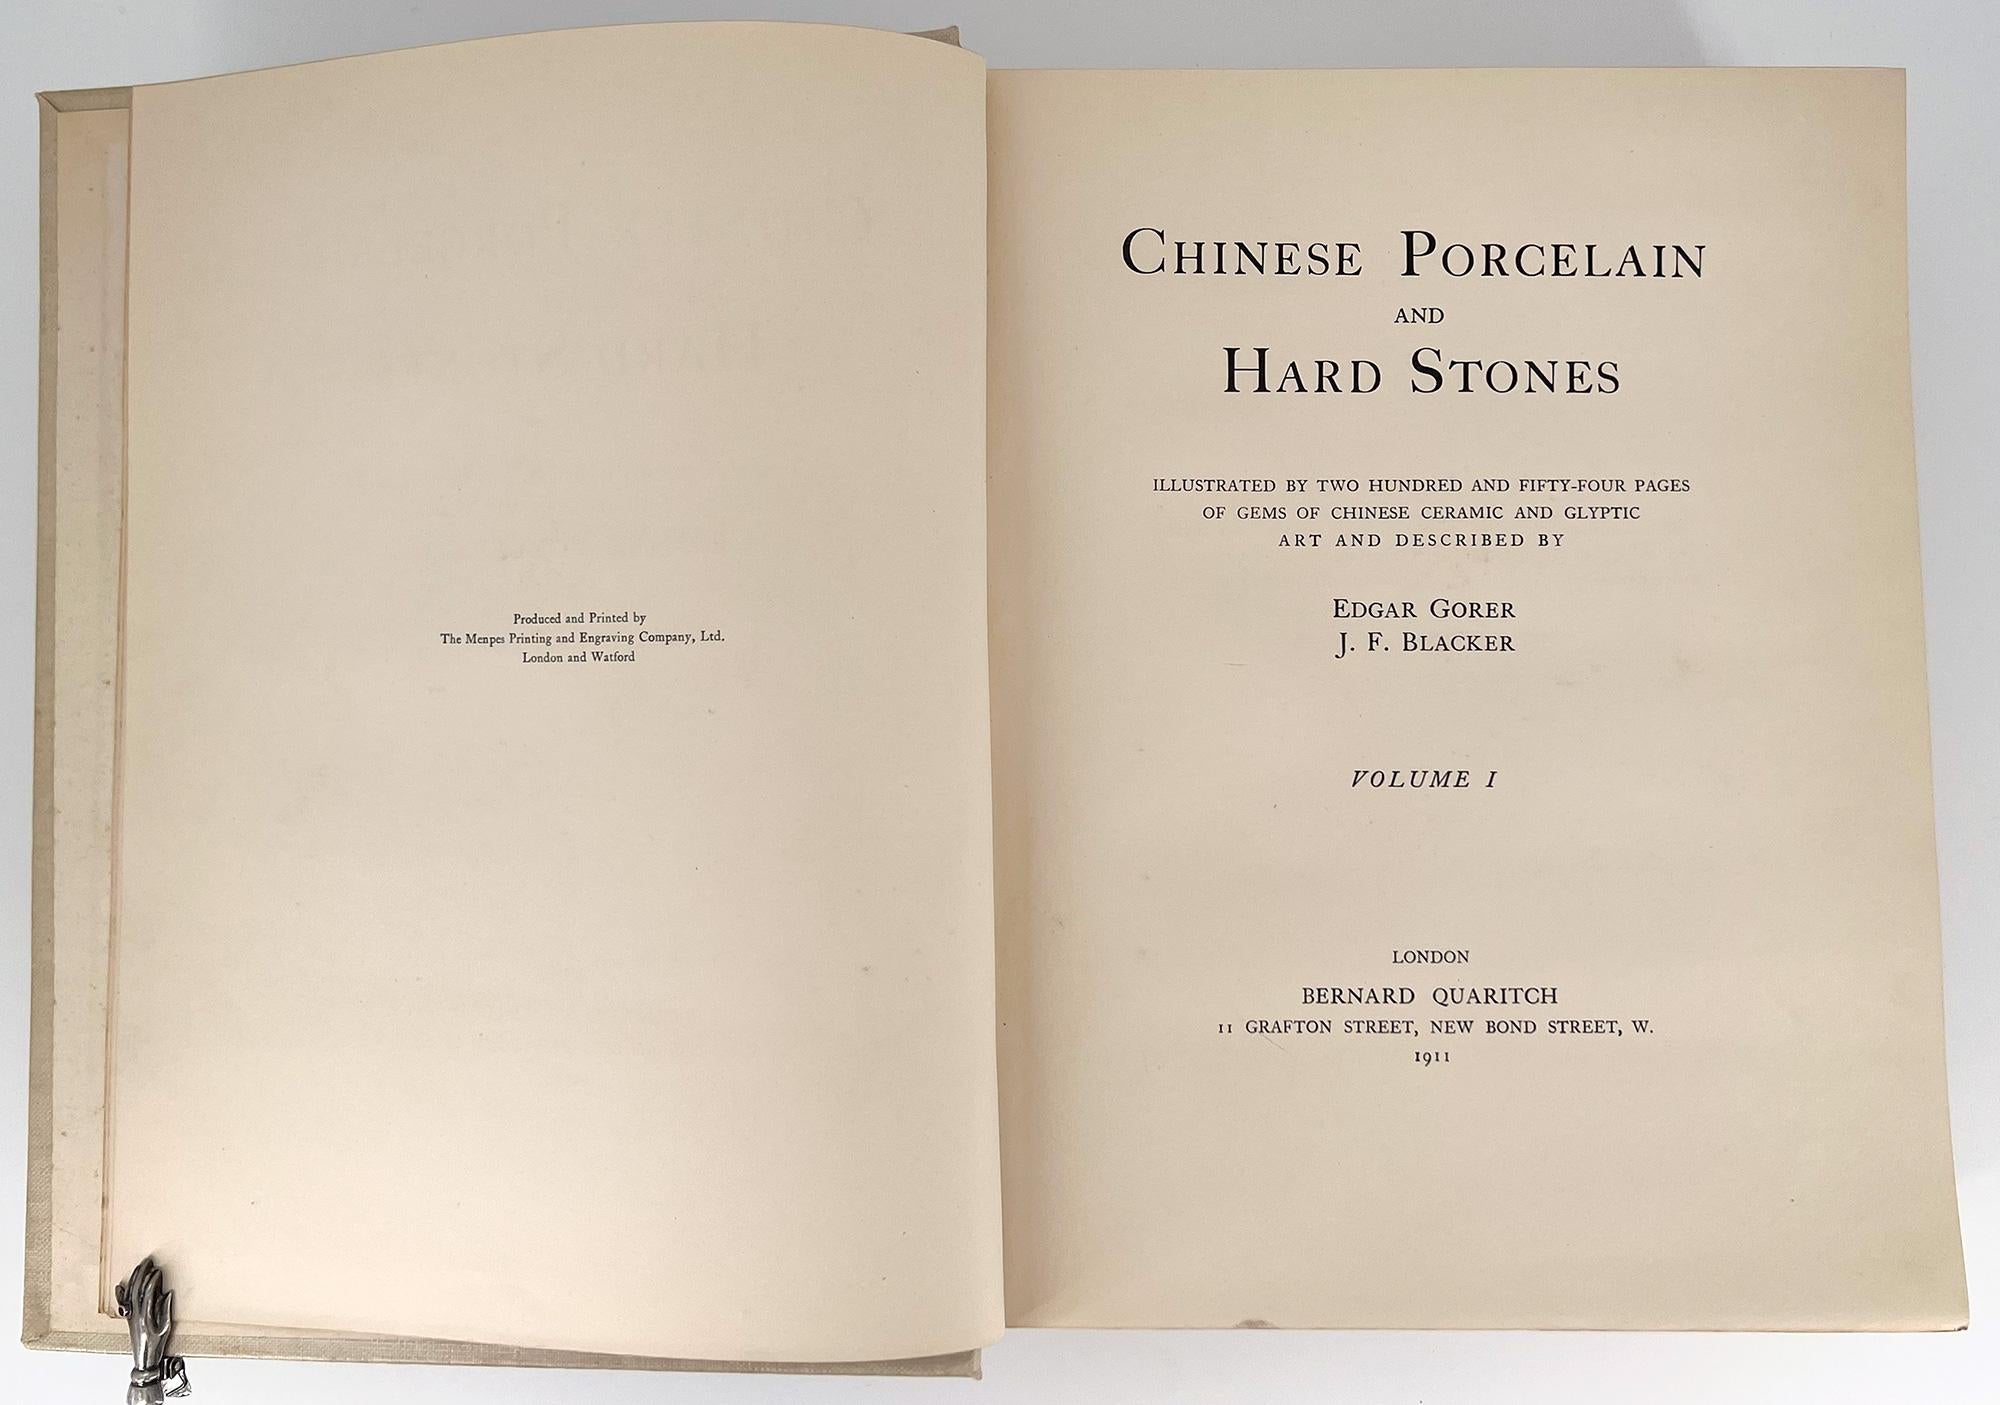 Produced and Printed by
The Menpes Printing and Engraving Company, Ltd.
London and Watford
CHINESE PORCELAIN
AND
HARD STONES
ILLUSTRATED BY TWO HUNDRED AND FIFTY-FOUR PAGES
OF GEMS OF CHINESE CERAMIC AND GLYPTIC
ART AND DESCRIBED BY
EDGAR GORER
J. F. BLACKER
VOLUME I
LONDON
BERNARD QUARITCH
11 GRAFTON STREET, NEW BOND STREET, W.
1911